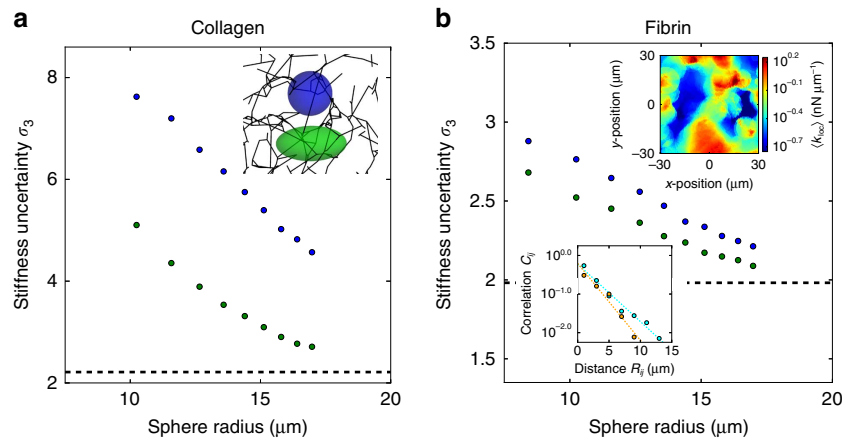 a
Collagen
Stiffness uncertainty σ3
8
6
4
2
10
15
20
Sphere radius (μm)
b
Fibrin
Stiffness uncertainty σ3
3.5
3
2.5
2
1.5
10
15
20
Sphere radius (μm)
y-position (μm)
30
0
−30
−30
0
30
x-position (μm)
10^0.2
10^−0.1
10^−0.4
10^−0.7
⟨kloc⟩ (nN μm−1)
Correlation Cij
10^0.0
10^−1.0
10^−2.0
0
5
10
15
Distance Rij (μm)